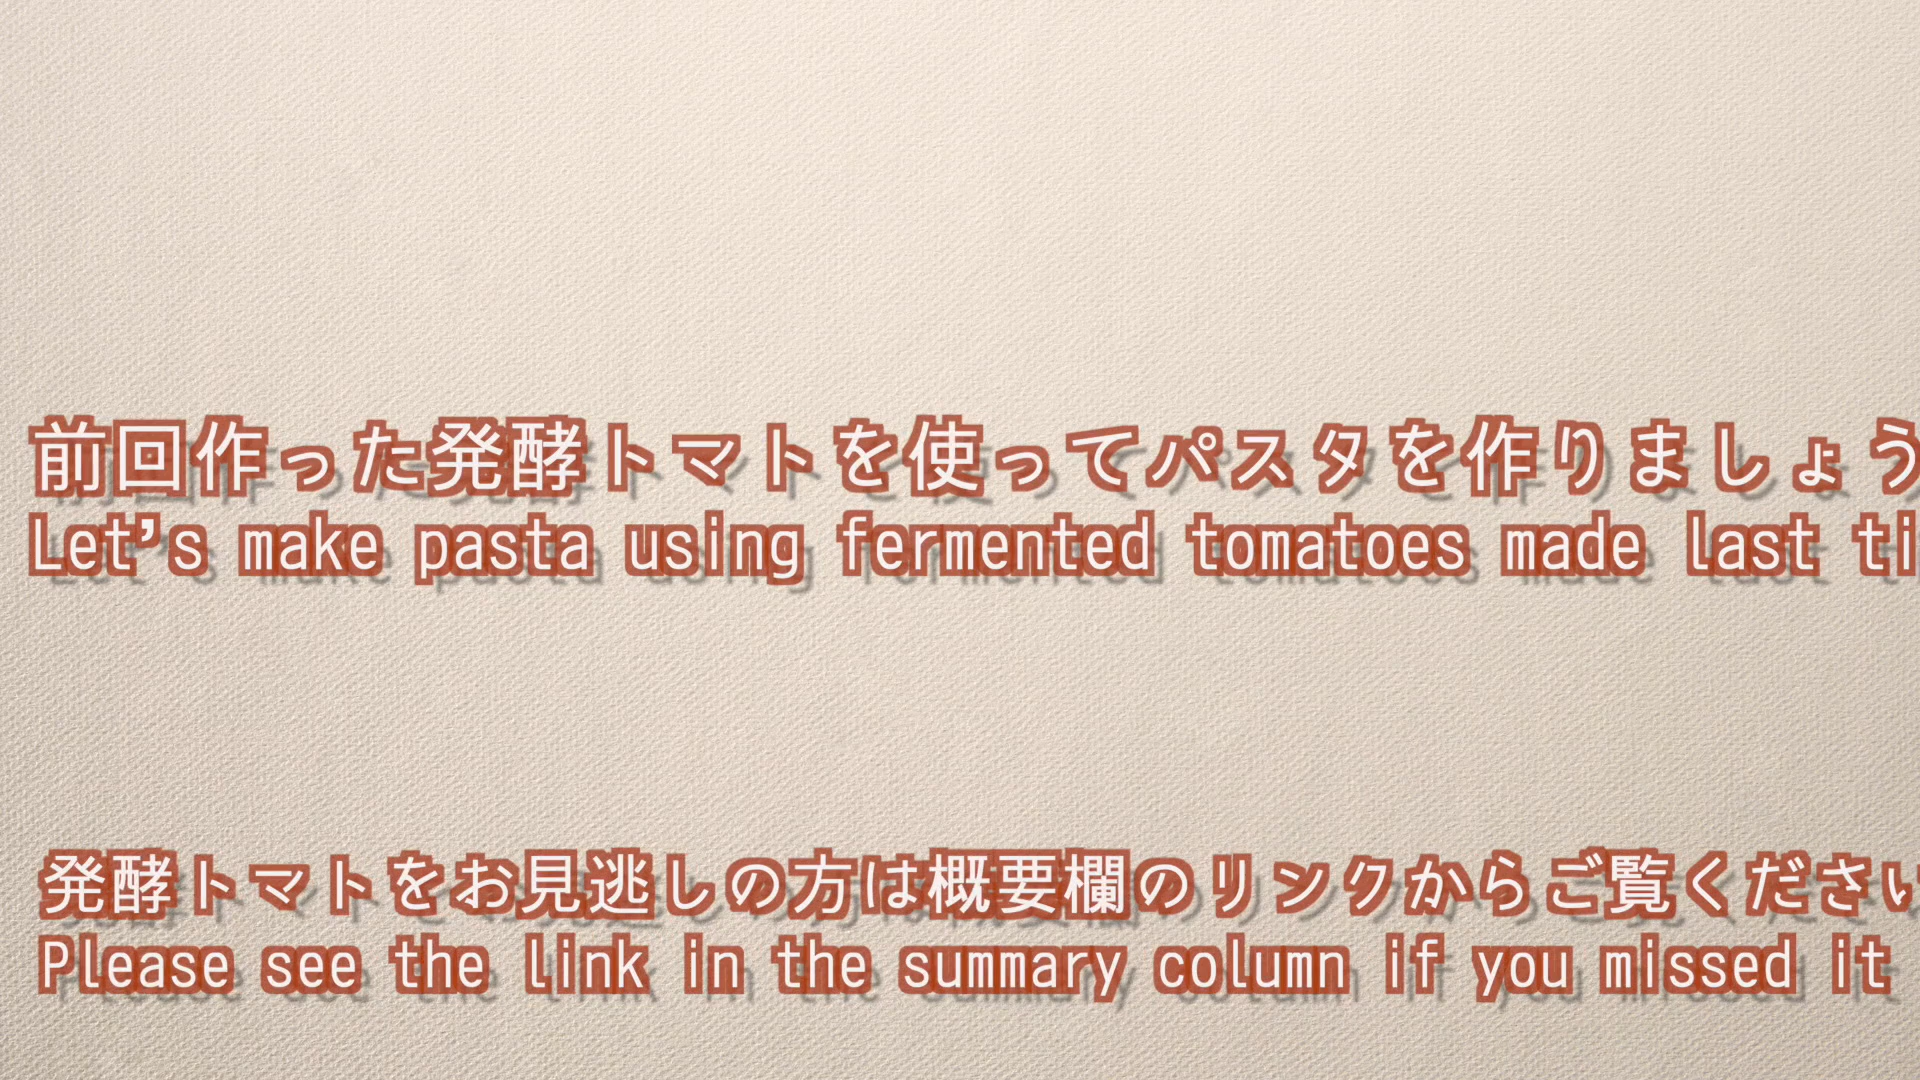 前回作った発酵トマトを使ってパスタを作りましょう
Let's make pasta using fermented tomatoes made last ti
発酵トマトをお見逃しの方は概要欄のリンクからご覧ください
Please see the link in the summary column if you missed it